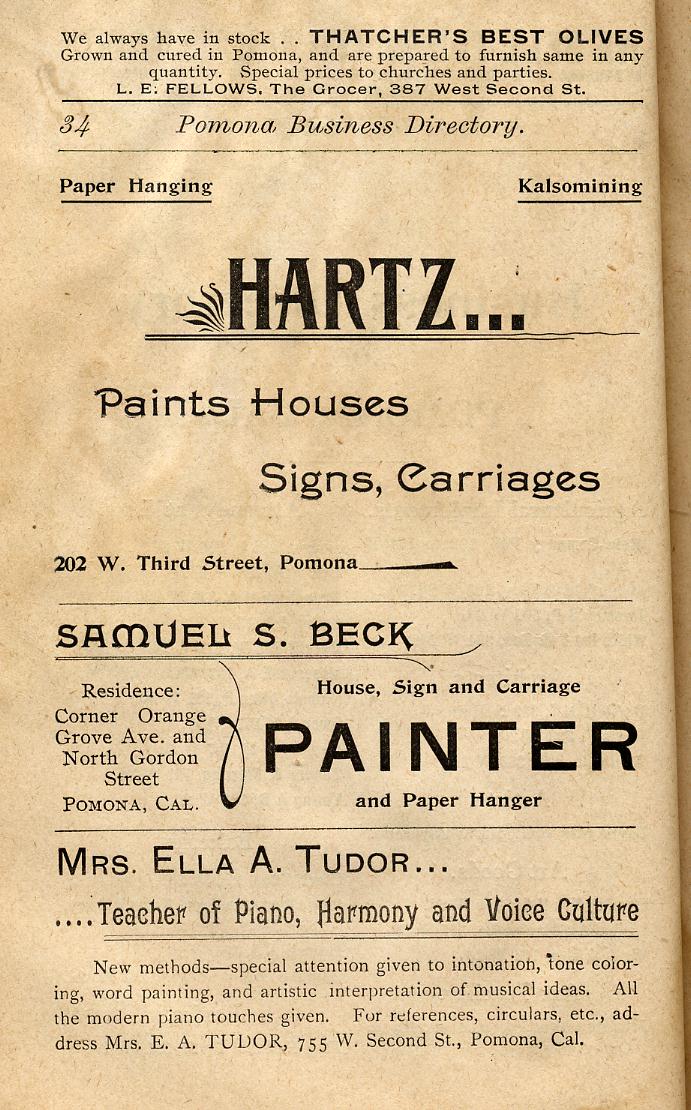 We always have in stock . . THATCHER'S BEST OLIVES
Grown and cured in Pomona, and are prepared to furnish same in any
quantity. Special prices to churches and parties.
L. E. FELLOWS, The Grocer, 387 West Second St.
34 Pomona Business Directory.
Paper Hanging Kalsomining
HARTZ...
Paints Houses
Signs, Carriages
202 W. Third Street, Pomona
SAMUEL S. BECK
Residence:
Corner Orange
Grove Ave. and
North Gordon
Street
POMONA, CAL.
House, Sign and Carriage
PAINTER
and Paper Hanger
MRS. ELLA A. TUDOR...
....Teacher of Piano, Harmony and Voice Culture
New methods—special attention given to intonation, tone color-
ing, word painting, and artistic interpretation of musical ideas. All
the modern piano touches given. For references, circulars, etc., ad-
dress Mrs. E. A. TUDOR, 755 W. Second St., Pomona, Cal.